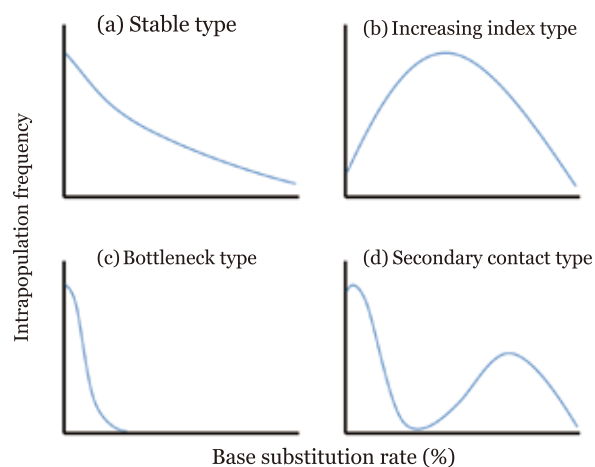 (a) Stable type
(b) Increasing index type
Intrapopulation frequency
(c) Bottleneck type
(d) Secondary contact type
Base substitution rate (%)